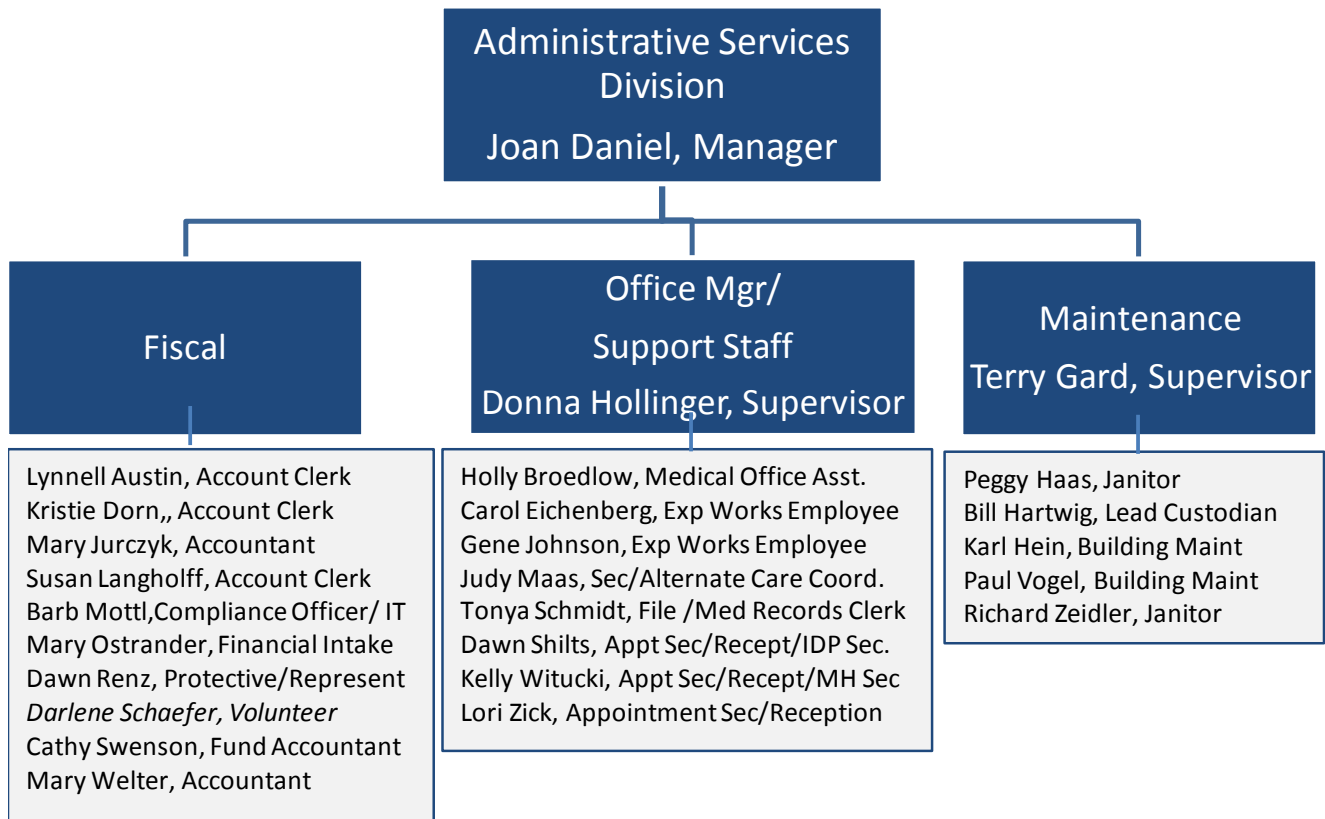 Administrative Services
Division
Joan Daniel, Manager
Fiscal
Office Mgr/
Support Staff
Donna Hollinger, Supervisor
Maintenance
Terry Gard, Supervisor
Lynnell Austin, Account Clerk
Kristie Dorn,, Account Clerk
Mary Jurczyk, Accountant
Susan Langholff, Account Clerk
Barb Mottl,Compliance Officer/ IT
Mary Ostrander, Financial Intake
Dawn Renz, Protective/Represent
Darlene Schaefer, Volunteer
Cathy Swenson, Fund Accountant
Mary Welter, Accountant
Holly Broedlow, Medical Office Asst.
Carol Eichenberg, Exp Works Employee
Gene Johnson, Exp Works Employee
Judy Maas, Sec/Alternate Care Coord.
Tonya Schmidt, File /Med Records Clerk
Dawn Shilts, Appt Sec/Recept/IDP Sec.
Kelly Witucki, Appt Sec/Recept/MH Sec
Lori Zick, Appointment Sec/Reception
Peggy Haas, Janitor
Bill Hartwig, Lead Custodian
Karl Hein, Building Maint
Paul Vogel, Building Maint
Richard Zeidler, Janitor